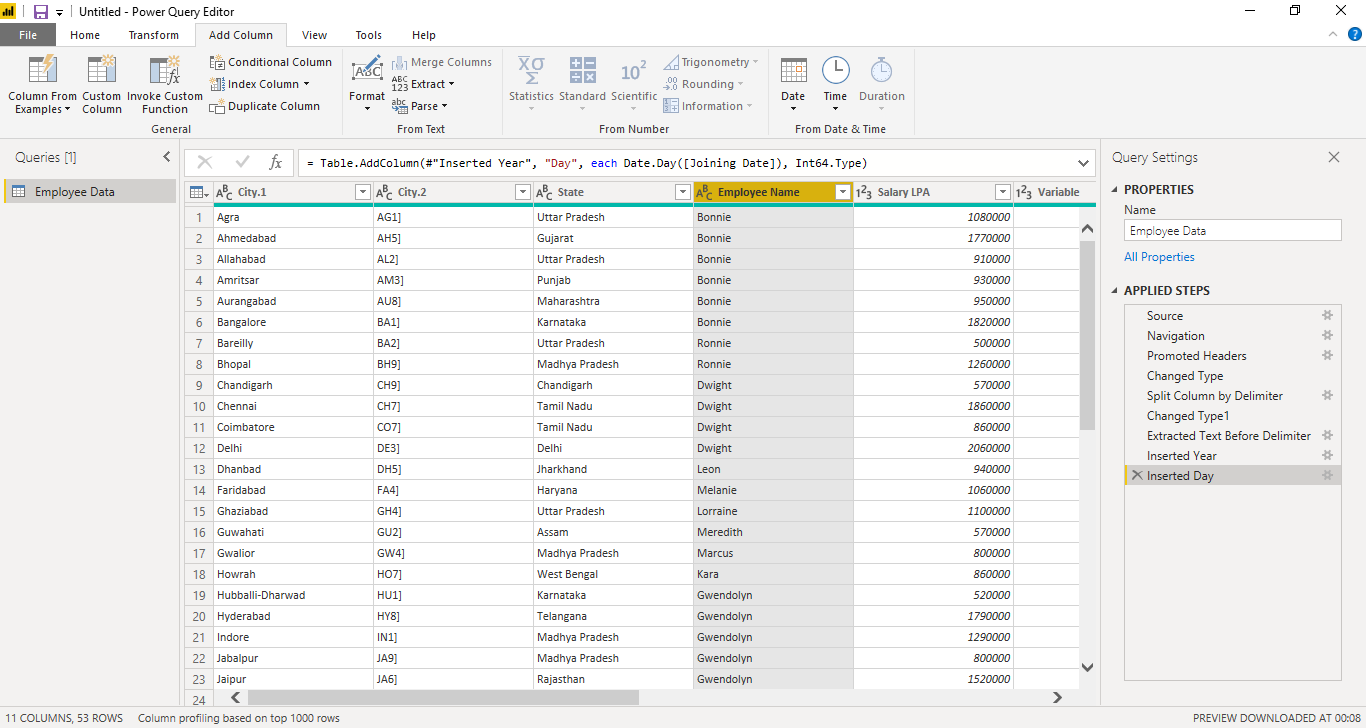 Untitled - Power Query Editor
File Home Transform Add Column View Tools Help
Column From Examples
Custom Column
Invoke Custom Function
Conditional Column
Index Column
Duplicate Column
General
Format
Merge Columns
Extract
Parse
From Text
Statistics
Standard
Scientific
Trigonometry
Rounding
Information
From Number
Date
Time
Duration
From Date & Time
Queries [1]
Employee Data
= Table.AddColumn(#"Inserted Year", "Day", each Date.Day([Joining Date]), Int64.Type)
City.1 City.2 State Employee Name Salary LPA Variable
1 Agra AG1] Uttar Pradesh Bonnie 1080000
2 Ahmedabad AH5] Gujarat Bonnie 1770000
3 Allahabad AL2] Uttar Pradesh Bonnie 910000
4 Amritsar AM3] Punjab Bonnie 930000
5 Aurangabad AU8] Maharashtra Bonnie 950000
6 Bangalore BA1] Karnataka Bonnie 1820000
7 Bareilly BA2] Uttar Pradesh Ronnie 500000
8 Bhopal BH9] Madhya Pradesh Ronnie 1260000
9 Chandigarh CH9] Chandigarh Dwight 570000
10 Chennai CH7] Tamil Nadu Dwight 1860000
11 Coimbatore CO7] Tamil Nadu Dwight 860000
12 Delhi DE3] Delhi Dwight 2060000
13 Dhanbad DH5] Jharkhand Leon 940000
14 Faridabad FA4] Haryana Melanie 1060000
15 Ghaziabad GH4] Uttar Pradesh Lorraine 1100000
16 Guwahati GU2] Assam Meredith 570000
17 Gwalior GW4] Madhya Pradesh Marcus 800000
18 Howrah HO7] West Bengal Kara 860000
19 Hubballi-Dharwad HU1] Karnataka Gwendolyn 520000
20 Hyderabad HY8] Telangana Gwendolyn 1790000
21 Indore IN1] Madhya Pradesh Gwendolyn 1290000
22 Jabalpur JA9] Madhya Pradesh Gwendolyn 800000
23 Jaipur JA6] Rajasthan Gwendolyn 1520000
24
Query Settings
PROPERTIES
Name
Employee Data
All Properties
APPLIED STEPS
Source
Navigation
Promoted Headers
Changed Type
Split Column by Delimiter
Changed Type1
Extracted Text Before Delimiter
Inserted Year
Inserted Day
11 COLUMNS, 53 ROWS Column profiling based on top 1000 rows PREVIEW DOWNLOADED AT 00:08